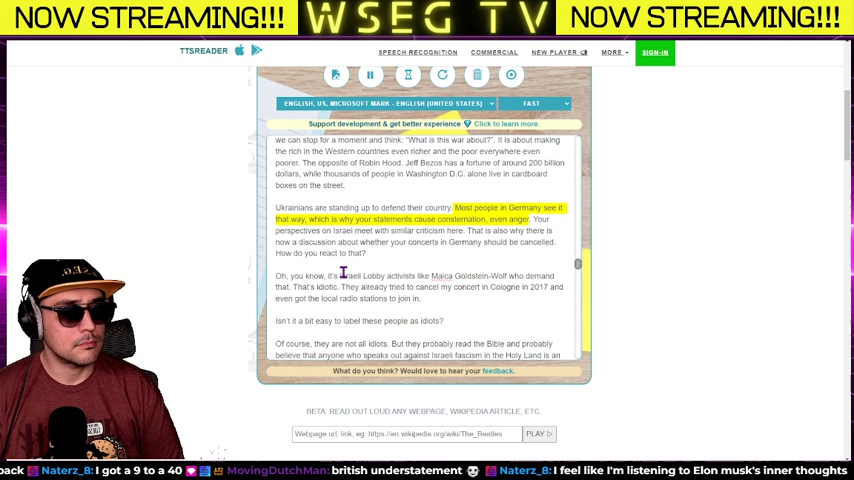 NOW STREAMING!!! WSEG TV NOW STREAMING!!!
TTSREADER SPEECH RECOGNITION COMMERCIAL NEW PLAYER MORE SIGN-IN
ENGLISH, US, MICROSOFT MARK - ENGLISH (UNITED STATES) FAST
Support development & get better experience Click to learn more.
we can stop for a moment and think: "What is this war about?". It is about making
the rich in the Western countries even richer and the poor everywhere even
poorer. The opposite of Robin Hood. Jeff Bezos has a fortune of around 200 billion
dollars, while thousands of people in Washington D.C. alone live in cardboard
boxes on the street.
Ukrainians are standing up to defend their country. Most people in Germany see it
that way, which is why your statements cause consternation, even anger. Your
perspectives on Israel meet with similar criticism here. That is also why there is
now a discussion about whether your concerts in Germany should be cancelled.
How do you react to that?
Oh, you know, it's Israeli Lobby activists like Malca Goldstein-Wolf who demand
that. That's idiotic. They already tried to cancel my concert in Cologne in 2017 and
even got the local radio stations to join in.
Isn't it a bit easy to label these people as idiots?
Of course, they are not all idiots. But they probably read the Bible and probably
believe that anyone who speaks out against Israeli fascism in the Holy Land is an
What do you think? Would love to hear your feedback.
BETA: READ OUT LOUD ANY WEBPAGE, WIKIPEDIA ARTICLE, ETC.
Webpage url, link, eg. https://en.wikipedia.org/wiki/The_Beatles PLAY
back Naterz_8: I got a 9 to a 40 MovingDutchMan: british understatement Naterz_8: I feel like I'm listening to Elon musk's inner thoughts